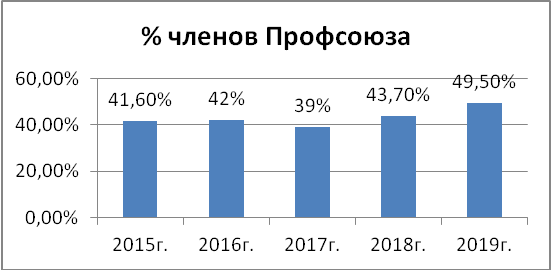 % членов Профсоюза
60,00%
40,00%
20,00%
0,00%
41,60%
42%
39%
43,70%
49,50%
2015г.
2016г.
2017г.
2018г.
2019г.